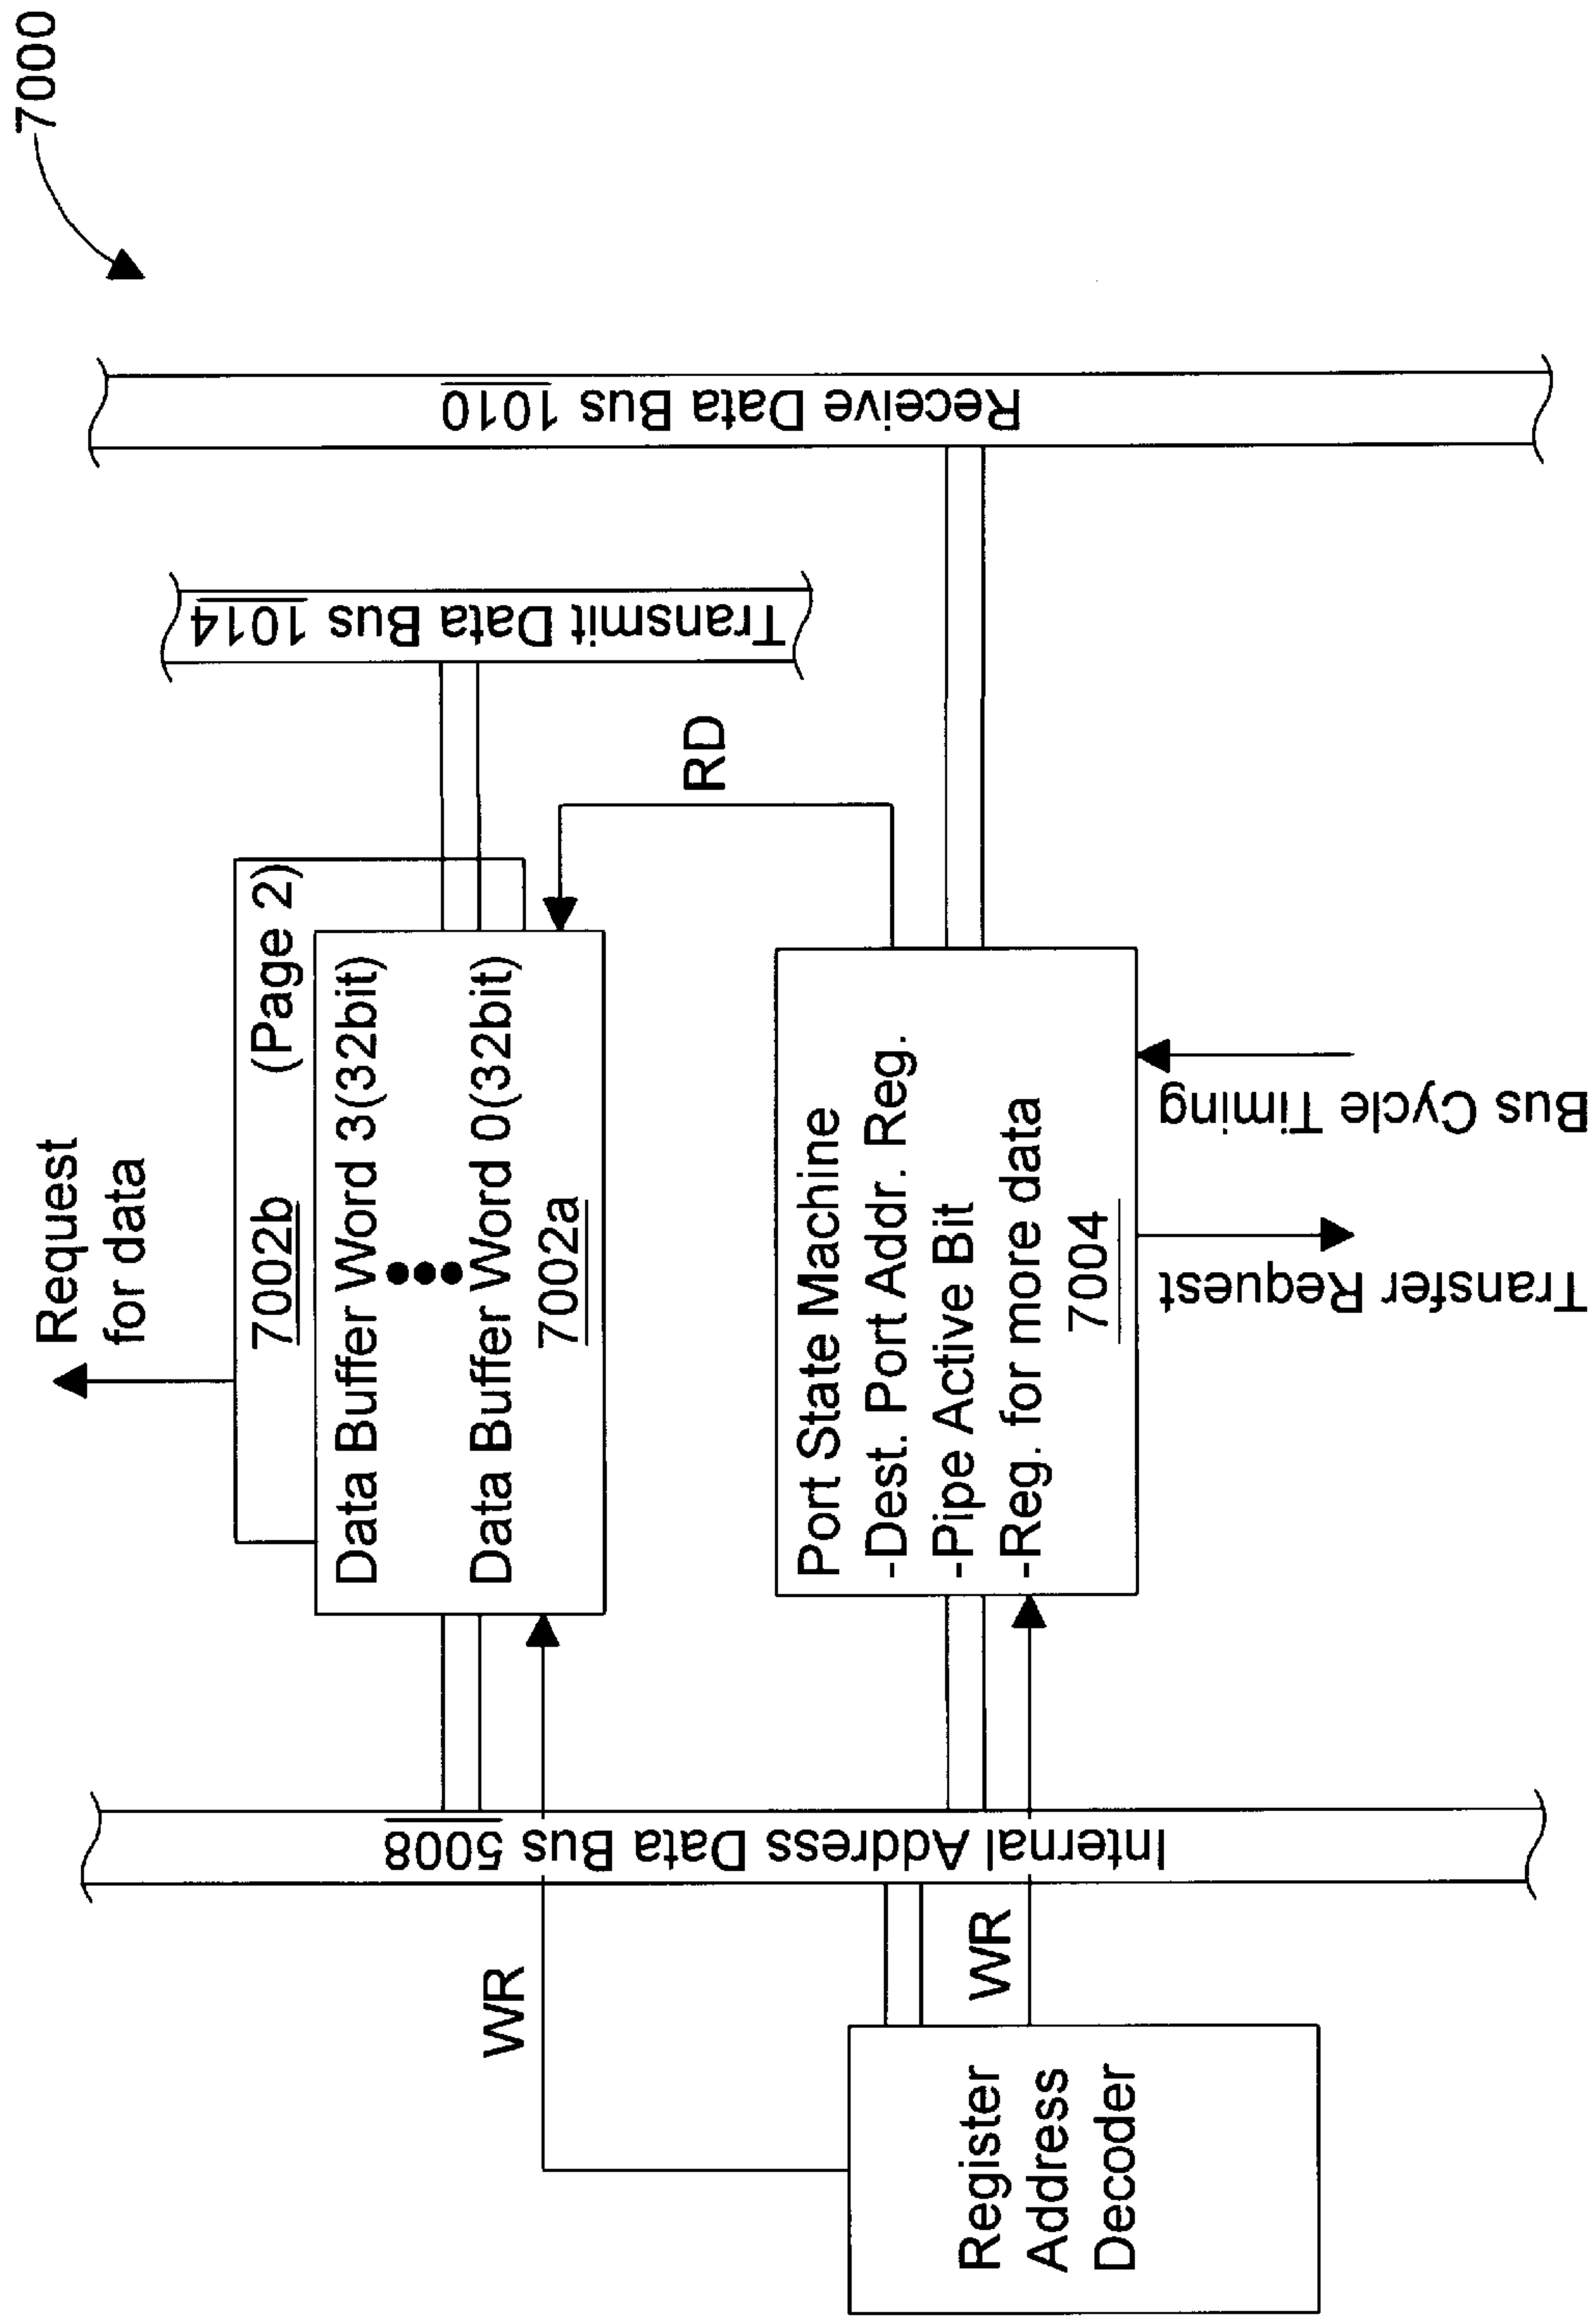 7000
Request
for data
7002b (Page 2)
Data Buffer Word 3(32bit)
Data Buffer Word 0(32bit)
7002a
WR
RD
Transmit Data Bus 1014
Receive Data Bus 1010
Internal Address Data Bus 5008
Port State Machine
-Dest. Port Addr. Reg.
-Pipe Active Bit
-Reg. for more data
7004
WR
Register
Address
Decoder
Transfer Request
Bus Cycle Timing